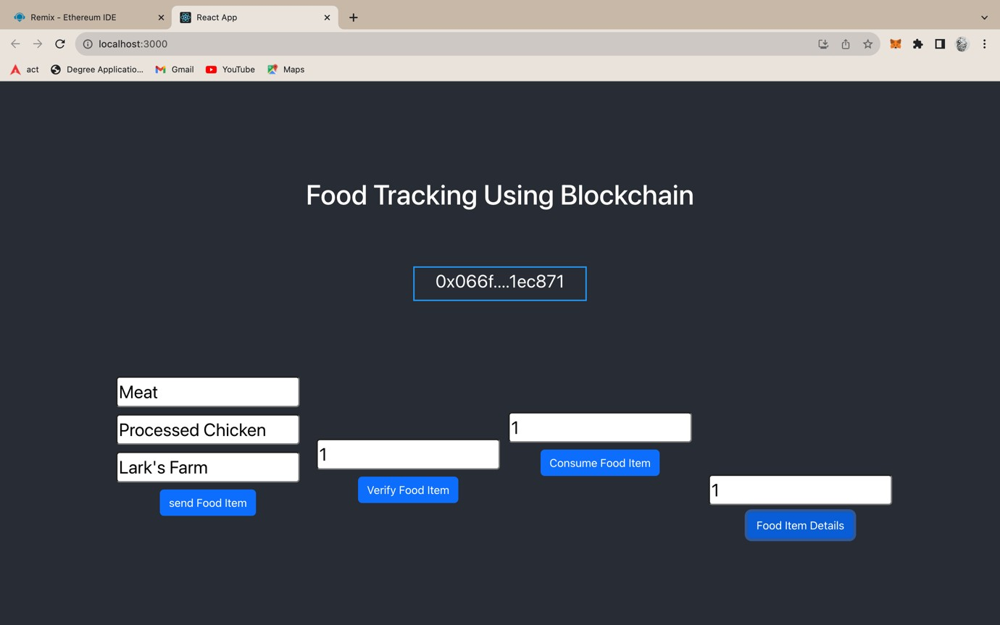 Remix - Ethereum IDE
React App
localhost:3000
act
Degree Applicatio...
Gmail
YouTube
Maps
Food Tracking Using Blockchain
0x066f....1ec871
Meat
Processed Chicken
Lark's Farm
send Food Item
1
Verify Food Item
1
Consume Food Item
1
Food Item Details